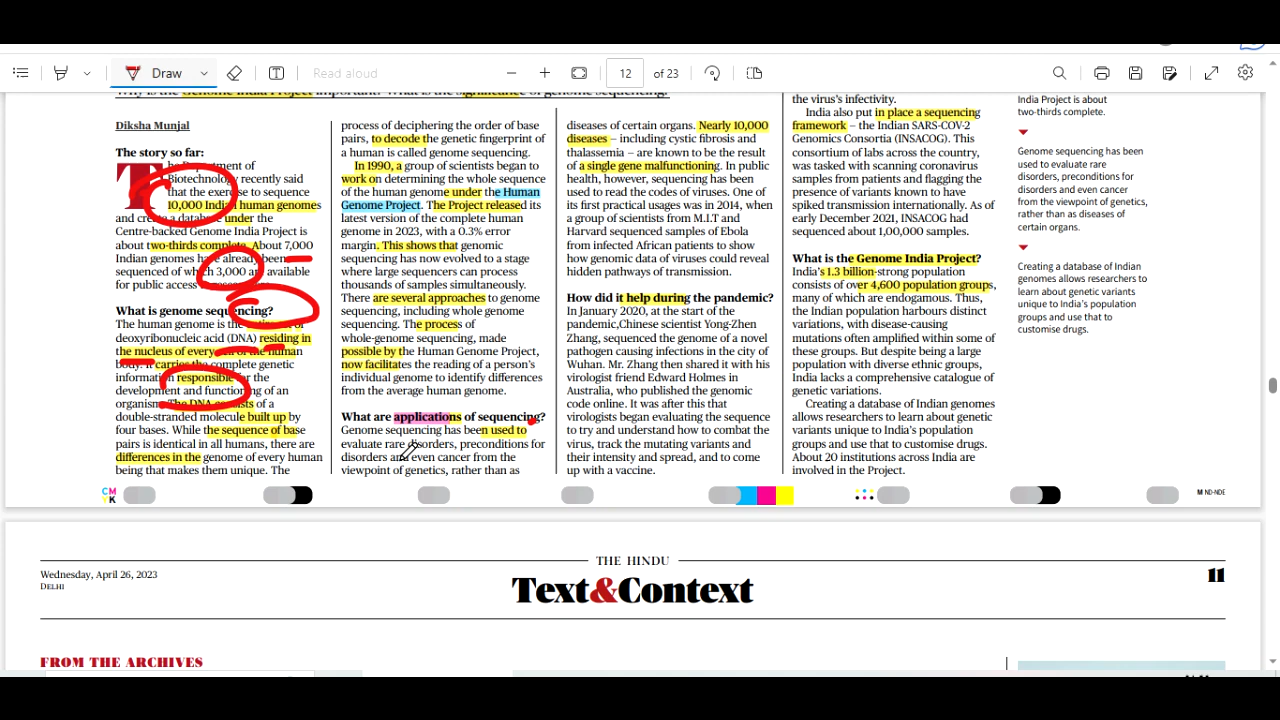 Draw
Read aloud
12 of 23
Why is the Genome India Project important? What is the significance of genome sequencing?
Diksha Munjal
The story so far:
The Department of
Biotechnology recently said
that the exercise to sequence
10,000 Indian human genomes
and create a database under the
Centre-backed Genome India Project is
about two-thirds complete. About 7,000
Indian genomes have already been
sequenced of which 3,000 are available
for public access
What is genome sequencing?
The human genome is the of
deoxyribonucleic acid (DNA) residing in
the nucleus of every cell of the human
body. It carries the complete genetic
information responsible for the
development and functioning of an
organism. The DNA consists of a
double-stranded molecule built up by
four bases. While the sequence of base
pairs is identical in all humans, there are
differences in the genome of every human
being that makes them unique. The
process of deciphering the order of base
pairs, to decode the genetic fingerprint of
a human is called genome sequencing.
In 1990, a group of scientists began to
work on determining the whole sequence
of the human genome under the Human
Genome Project. The Project released its
latest version of the complete human
genome in 2023, with a 0.3% error
margin. This shows that genomic
sequencing has now evolved to a stage
where large sequencers can process
thousands of samples simultaneously.
There are several approaches to genome
sequencing, including whole genome
sequencing. The process of
whole-genome sequencing, made
possible by the Human Genome Project,
now facilitates the reading of a person's
individual genome to identify differences
from the average human genome.
What are applications of sequencing?
Genome sequencing has been used to
evaluate rare disorders, preconditions for
disorders and even cancer from the
viewpoint of genetics, rather than as
diseases of certain organs. Nearly 10,000
diseases – including cystic fibrosis and
thalassemia – are known to be the result
of a single gene malfunctioning. In public
health, however, sequencing has been
used to read the codes of viruses. One of
its first practical usages was in 2014, when
a group of scientists from M.I.T and
Harvard sequenced samples of Ebola
from infected African patients to show
how genomic data of viruses could reveal
hidden pathways of transmission.
How did it help during the pandemic?
In January 2020, at the start of the
pandemic,Chinese scientist Yong-Zhen
Zhang, sequenced the genome of a novel
pathogen causing infections in the city of
Wuhan. Mr. Zhang then shared it with his
virologist friend Edward Holmes in
Australia, who published the genomic
code online. It was after this that
virologists began evaluating the sequence
to try and understand how to combat the
virus, track the mutating variants and
their intensity and spread, and to come
up with a vaccine.
the virus's infectivity.
India also put in place a sequencing
framework – the Indian SARS-COV-2
Genomics Consortia (INSACOG). This
consortium of labs across the country,
was tasked with scanning coronavirus
samples from patients and flagging the
presence of variants known to have
spiked transmission internationally. As of
early December 2021, INSACOG had
sequenced about 1,00,000 samples.
What is the Genome India Project?
India's 1.3 billion-strong population
consists of over 4,600 population groups,
many of which are endogamous. Thus,
the Indian population harbours distinct
variations, with disease-causing
mutations often amplified within some of
these groups. But despite being a large
population with diverse ethnic groups,
India lacks a comprehensive catalogue of
genetic variations.
Creating a database of Indian genomes
allows researchers to learn about genetic
variants unique to India's population
groups and use that to customise drugs.
About 20 institutions across India are
involved in the Project.
India Project is about
two-thirds complete.
Genome sequencing has been
used to evaluate rare
disorders, preconditions for
disorders and even cancer
from the viewpoint of genetics,
rather than as diseases of
certain organs.
Creating a database of Indian
genomes allows researchers to
learn about genetic variants
unique to India's population
groups and use that to
customise drugs.
CM
YK
M ND-NDE
THE HINDU
Wednesday, April 26, 2023
DELHI
Text&Context
11
FROM THE ARCHIVES